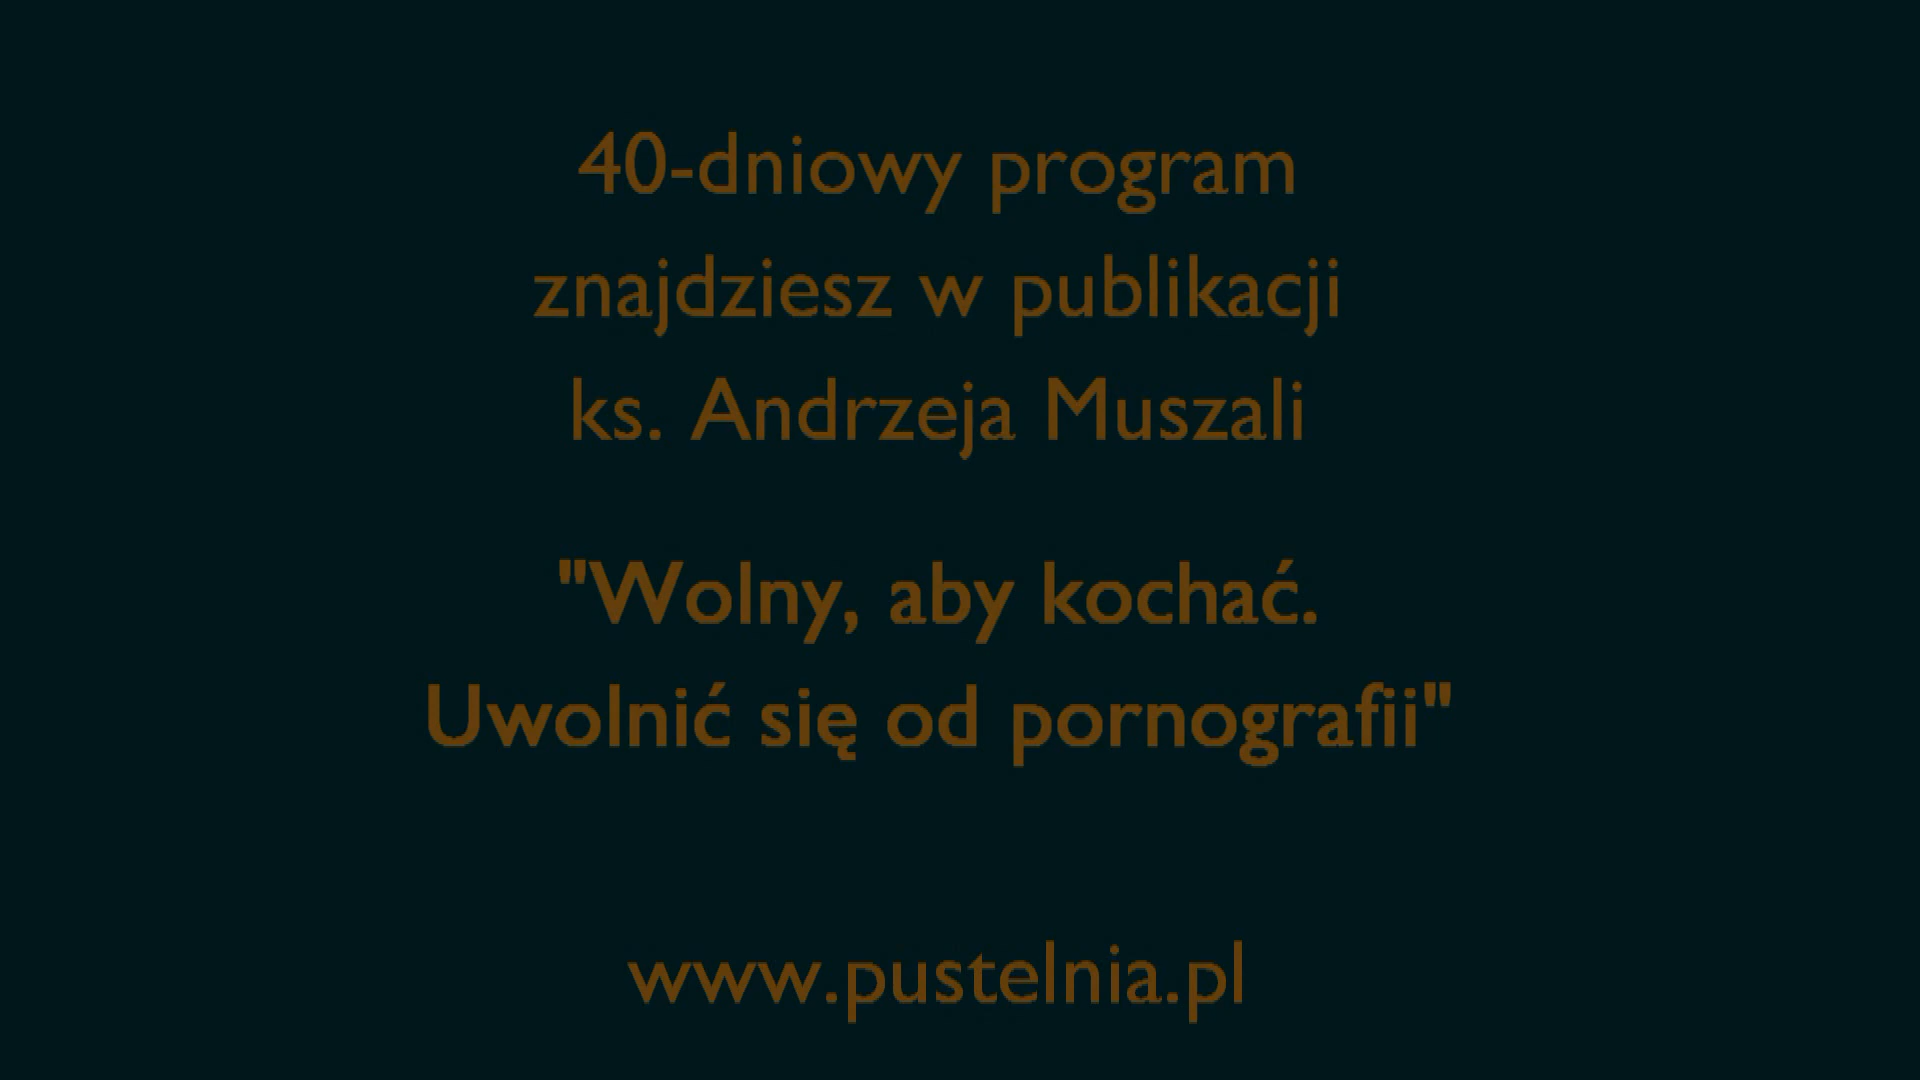 40-dniowy program
znajdziesz w publikacji
ks. Andrzeja Muszali
"Wolny, aby kochać.
Uwolnić się od pornografii"
www.pustelnia.pl